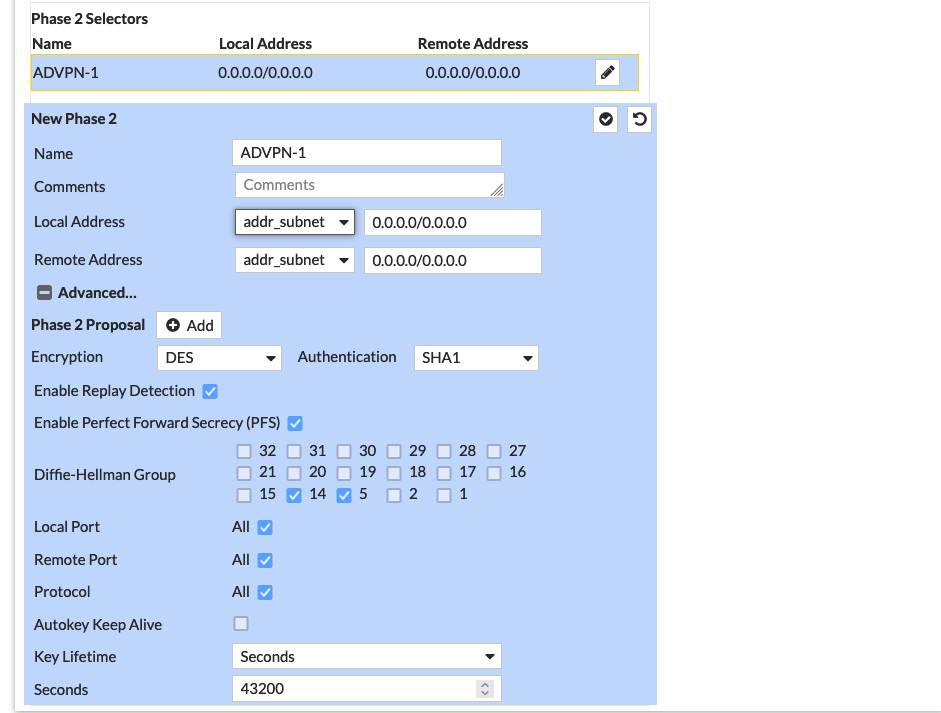 Phase 2 Selectors
Name Local Address Remote Address
ADVPN-1 0.0.0.0/0.0.0.0 0.0.0.0/0.0.0.0
New Phase 2
Name ADVPN-1
Comments Comments
Local Address addr_subnet 0.0.0.0/0.0.0.0
Remote Address addr_subnet 0.0.0.0/0.0.0.0
Advanced...
Phase 2 Proposal Add
Encryption DES Authentication SHA1
Enable Replay Detection
Enable Perfect Forward Secrecy (PFS)
32 31 30 29 28 27
Diffie-Hellman Group 21 20 19 18 17 16
15 14 5 2 1
Local Port All
Remote Port All
Protocol All
Autokey Keep Alive
Key Lifetime Seconds
Seconds 43200